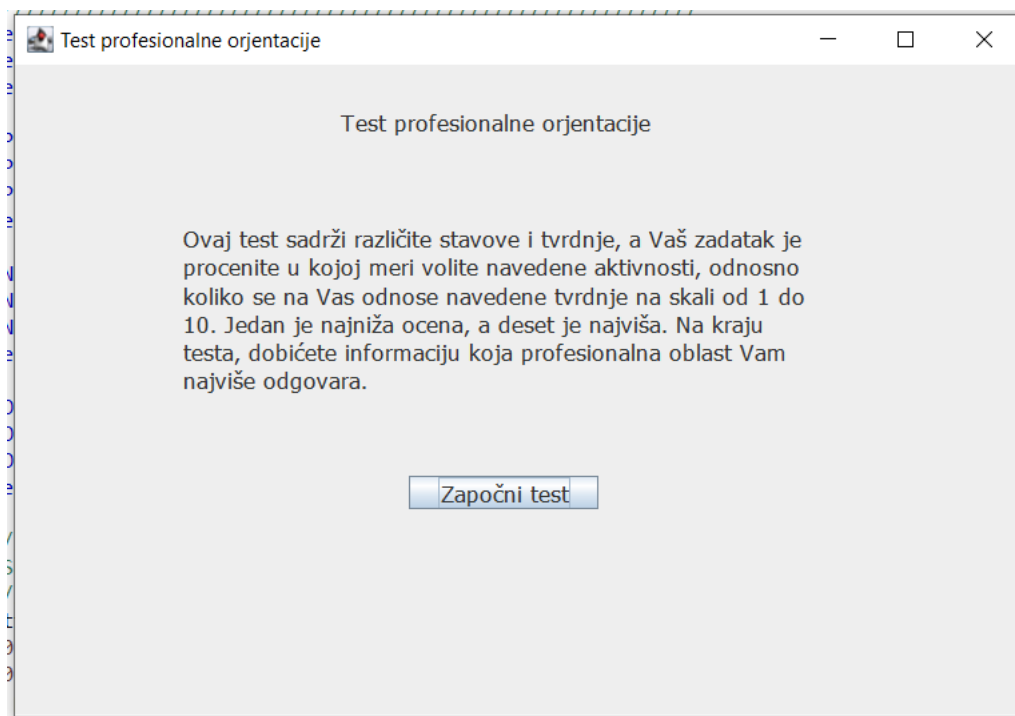 Test profesionalne orjentacije
Test profesionalne orjentacije
Ovaj test sadrži različite stavove i tvrdnje, a Vaš zadatak je
procenite u kojoj meri volite navedene aktivnosti, odnosno
koliko se na Vas odnose navedene tvrdnje na skali od 1 do
10. Jedan je najniža ocena, a deset je najviša. Na kraju
testa, dobićete informaciju koja profesionalna oblast Vam
najviše odgovara.
Započni test